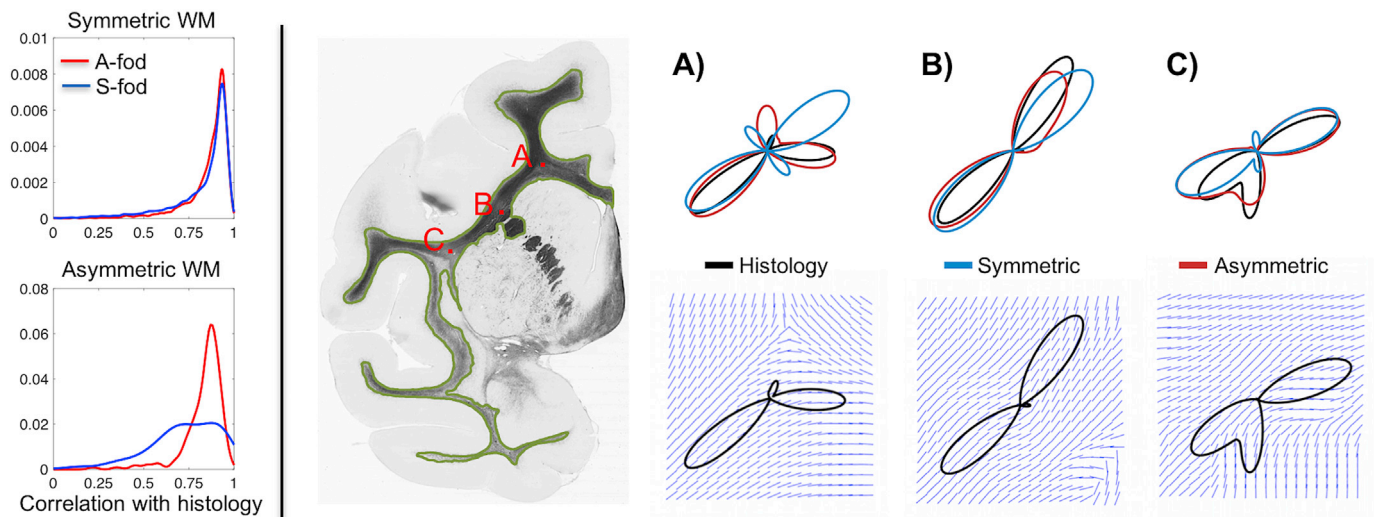 Symmetric WM
0.01
0.008
0.006
0.004
0.002
0
A-fod
S-fod
0 0.25 0.5 0.75 1
Asymmetric WM
0.08
0.06
0.04
0.02
0
0 0.25 0.5 0.75 1
Correlation with histology
A
B
C
A) B) C)
Histology Symmetric Asymmetric